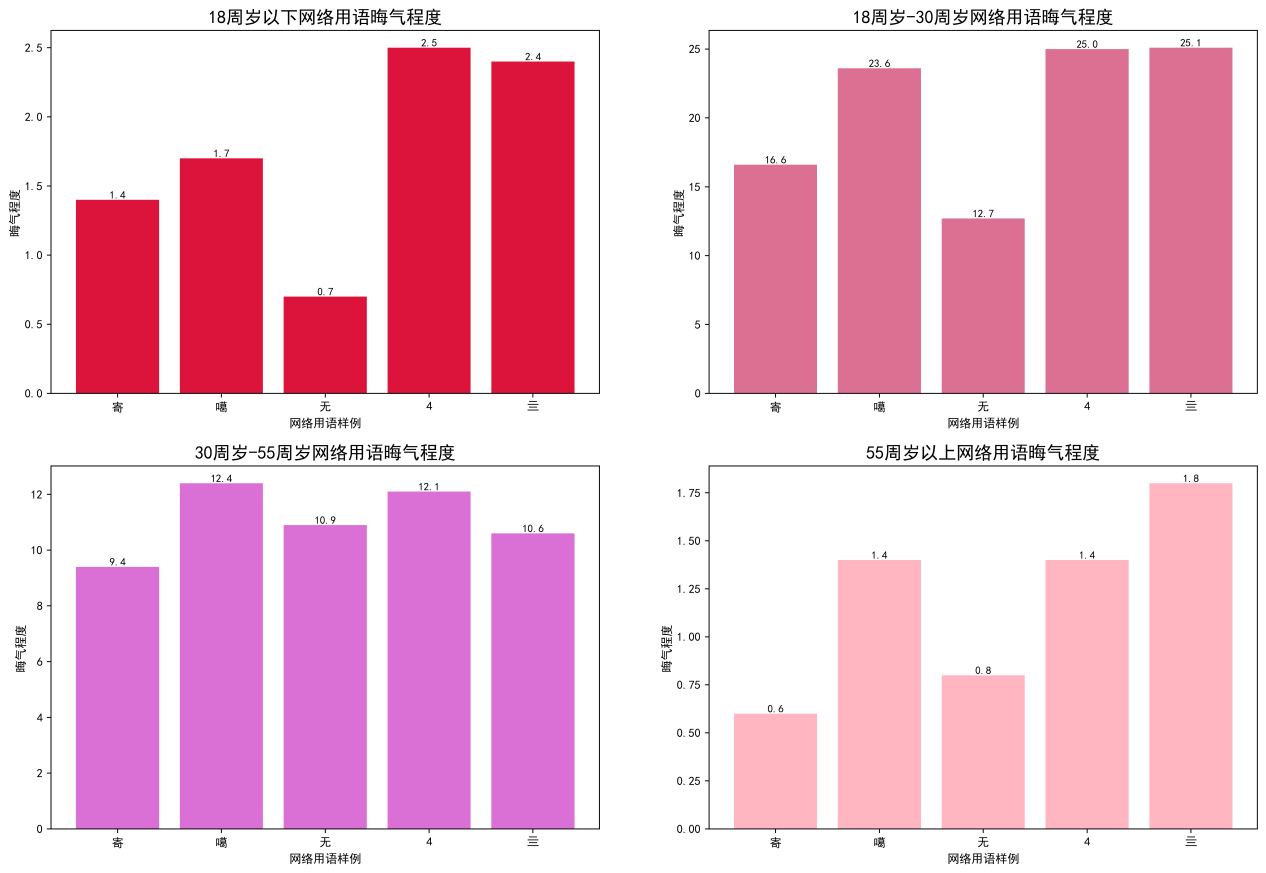 18周岁以下网络用语晦气程度
晦气程度
2.5
2.0
1.5
1.0
0.5
0.0
1.4
1.7
0.7
2.5
2.4
寄 噶 无 4 亖
网络用语样例
18周岁-30周岁网络用语晦气程度
晦气程度
25
20
15
10
5
0
16.6
23.6
12.7
25.0
25.1
寄 噶 无 4 亖
网络用语样例
30周岁-55周岁网络用语晦气程度
晦气程度
12
10
8
6
4
2
0
9.4
12.4
10.9
12.1
10.6
寄 噶 无 4 亖
网络用语样例
55周岁以上网络用语晦气程度
晦气程度
1.75
1.50
1.25
1.00
0.75
0.50
0.25
0.00
0.6
1.4
0.8
1.4
1.8
寄 噶 无 4 亖
网络用语样例